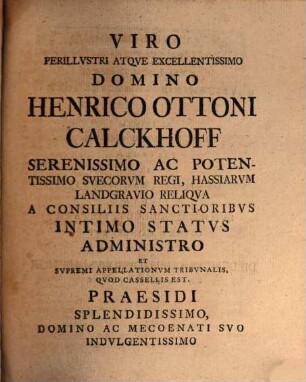 VIRO
PERILLVSTRI ATQVE EXCELLENTISSIMO
DOMINO
HENRICO OTTONI
CALCKHOFF
SERENISSIMO AC POTEN-
TISSIMO SVECORVM REGI, HASSIARVM
LANDGRAVIO RELIQVA
A CONSILIIS SANCTIORIBVS
INTIMO STATVS
ADMINISTRO
ET
SVPREMI APPELLATIONVM TRIBVNALIS,
QVOD CASSELLIS EST.
PRAESIDI
SPLENDIDISSIMO,
DOMINO AC MECOENATI SVO
INDVLGENTISSIMO